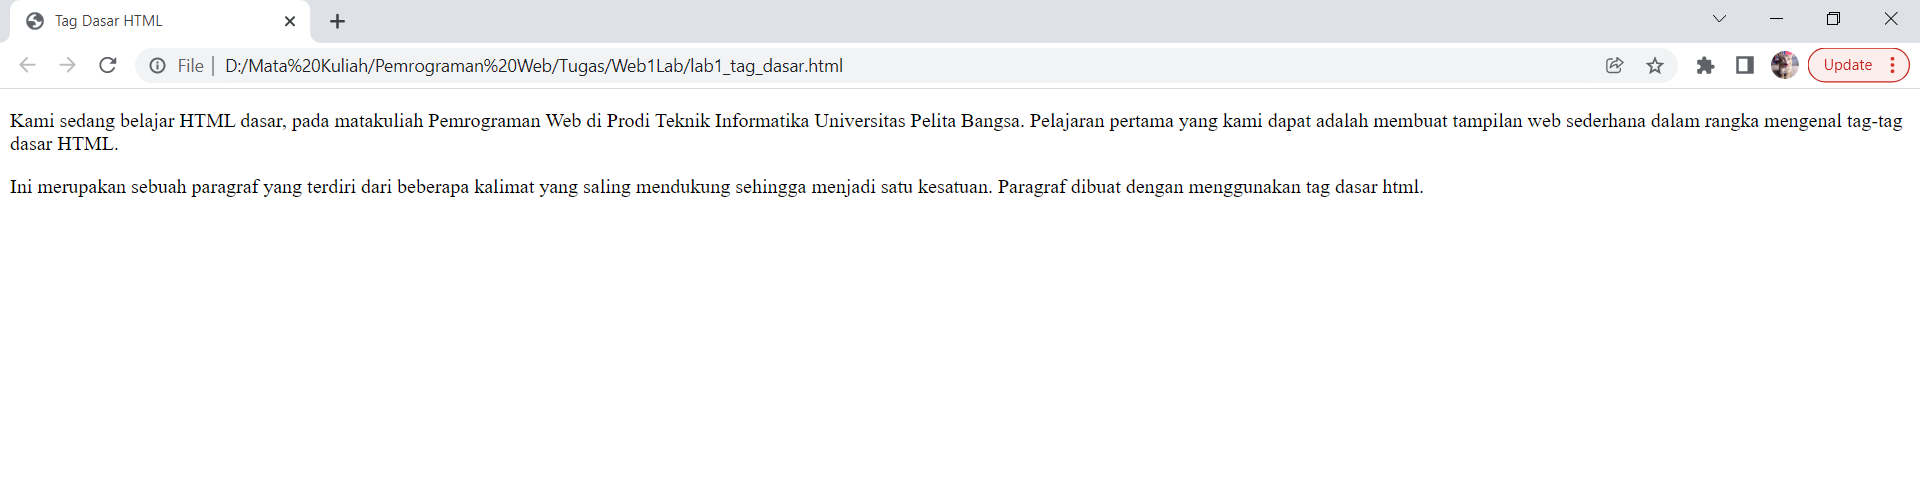 Tag Dasar HTML
File | D:/Mata%20Kuliah/Pemrograman%20Web/Tugas/Web1Lab/lab1_tag_dasar.html
Update
Kami sedang belajar HTML dasar, pada matakuliah Pemrograman Web di Prodi Teknik Informatika Universitas Pelita Bangsa. Pelajaran pertama yang kami dapat adalah membuat tampilan web sederhana dalam rangka mengenal tag-tag
dasar HTML.
Ini merupakan sebuah paragraf yang terdiri dari beberapa kalimat yang saling mendukung sehingga menjadi satu kesatuan. Paragraf dibuat dengan menggunakan tag dasar html.